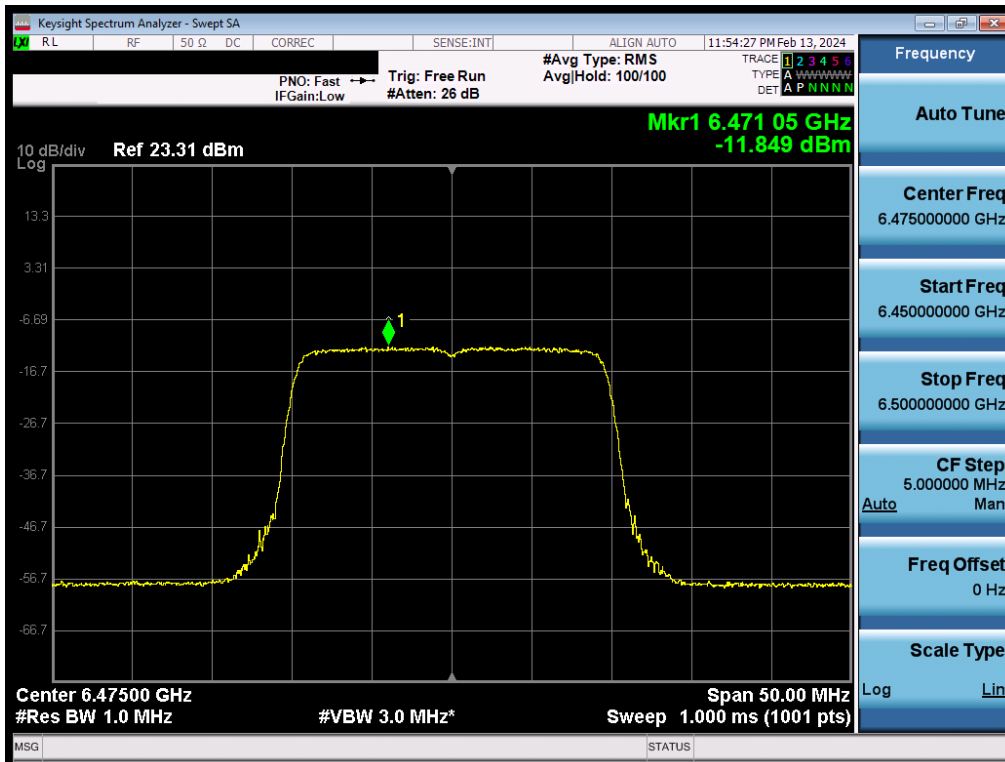 Keysight Spectrum Analyzer - Swept SA
LXI RL RF 50 Ω DC CORREC SENSE:INT ALIGN AUTO 11:54:27 PM Feb 13, 2024
PNO: Fast
IFGain:Low
Trig: Free Run
#Atten: 26 dB
#Avg Type: RMS
Avg|Hold: 100/100
TRACE 1 2 3 4 5 6
TYPE A WWWWW
DET A P N N N N
Mkr1 6.471 05 GHz
-11.849 dBm
10 dB/div Ref 23.31 dBm
Log
13.3
3.31
-6.69
1
-16.7
-26.7
-36.7
-46.7
-56.7
-66.7
Center 6.47500 GHz Span 50.00 MHz
#Res BW 1.0 MHz #VBW 3.0 MHz* Sweep 1.000 ms (1001 pts)
MSG STATUS
Frequency
Auto Tune
Center Freq
6.475000000 GHz
Start Freq
6.450000000 GHz
Stop Freq
6.500000000 GHz
CF Step
5.000000 MHz
Auto Man
Freq Offset
0 Hz
Scale Type
Log Lin